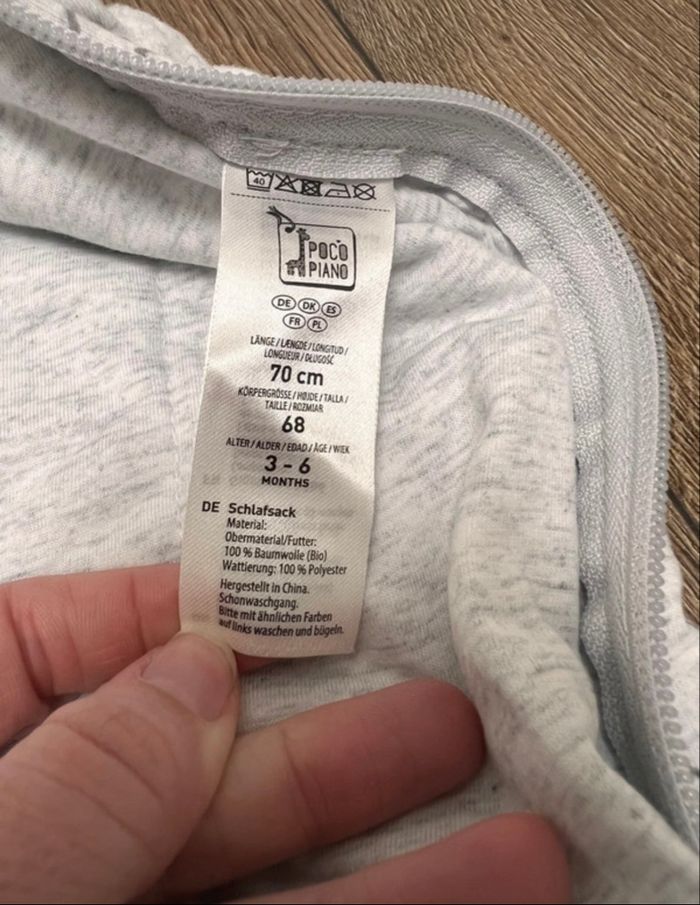 40
POCO
PIANO
DE DK ES
FR PL
LÄNGE / LÆNGDE / LONGITUD /
LONGUEUR / DŁUGOŚĆ
70 cm
KÖRPERGRÖSSE / HØJDE / TALLA /
TAILLE / ROZMIAR
68
ALTER / ALDER / EDAD / ÂGE / WIEK
3 - 6
MONTHS
DE Schlafsack
Material:
Obermaterial/Futter:
100 % Baumwolle (Bio)
Wattierung: 100 % Polyester
Hergestellt in China.
Schonwaschgang.
Bitte mit ähnlichen Farben
auf links waschen und bügeln.